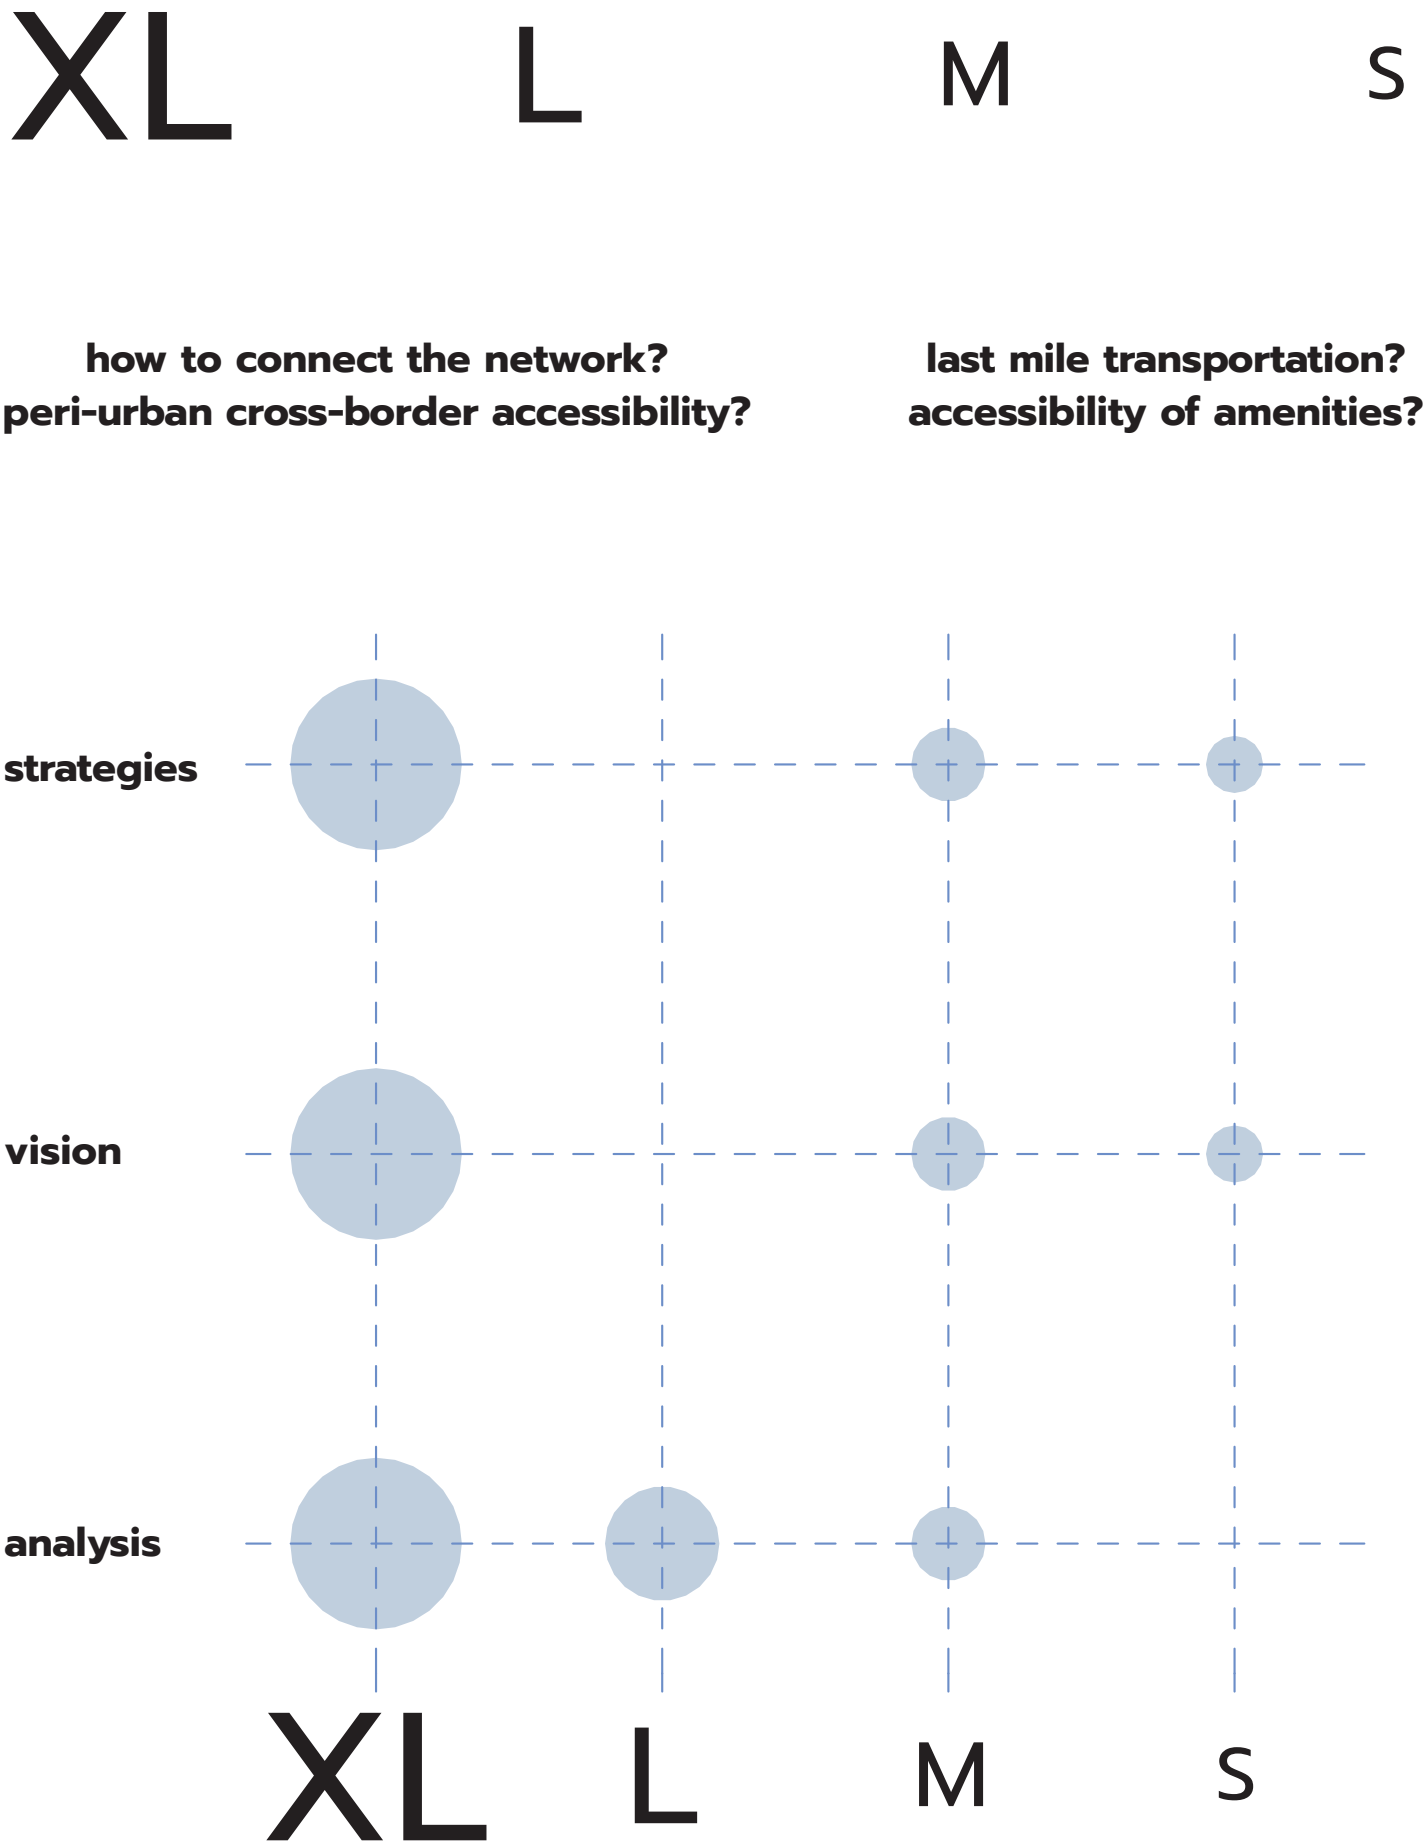 XL L M S
how to connect the network?
peri-urban cross-border accessibility?
last mile transportation?
accessibility of amenities?
strategies
vision
analysis
XL L M S